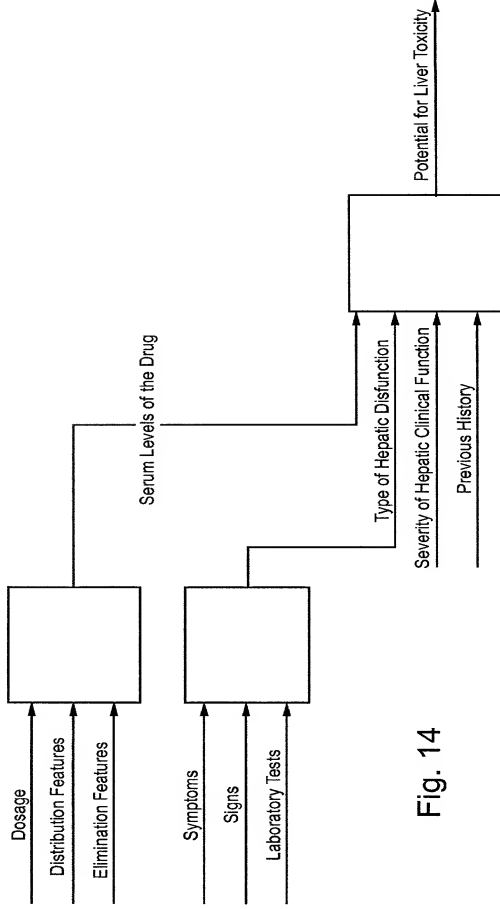 Dosage
Distribution Features
Elimination Features
Serum Levels of the Drug
Symptoms
Signs
Laboratory Tests
Type of Hepatic Disfunction
Severity of Hepatic Clinical Function
Previous History
Potential for Liver Toxicity
Fig. 14